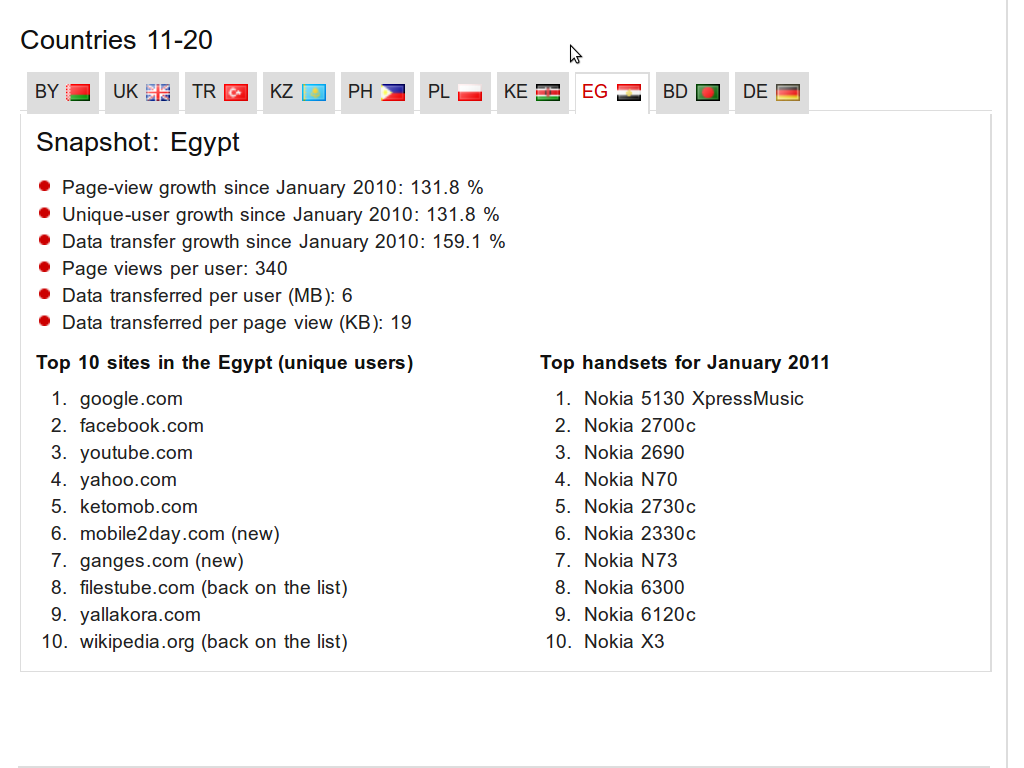 Countries 11-20
BY UK TR KZ PH PL KE EG BD DE
Snapshot: Egypt
Page-view growth since January 2010: 131.8 %
Unique-user growth since January 2010: 131.8 %
Data transfer growth since January 2010: 159.1 %
Page views per user: 340
Data transferred per user (MB): 6
Data transferred per page view (KB): 19
Top 10 sites in the Egypt (unique users)
1. google.com
2. facebook.com
3. youtube.com
4. yahoo.com
5. ketomob.com
6. mobile2day.com (new)
7. ganges.com (new)
8. filestube.com (back on the list)
9. yallakora.com
10. wikipedia.org (back on the list)
Top handsets for January 2011
1. Nokia 5130 XpressMusic
2. Nokia 2700c
3. Nokia 2690
4. Nokia N70
5. Nokia 2730c
6. Nokia 2330c
7. Nokia N73
8. Nokia 6300
9. Nokia 6120c
10. Nokia X3